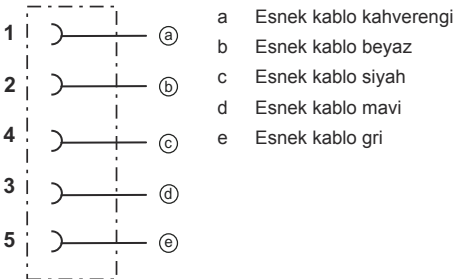 1 ⓐ
2 ⓑ
4 ⓒ
3 ⓓ
5 ⓔ
a Esnek kablo kahverengi
b Esnek kablo beyaz
c Esnek kablo siyah
d Esnek kablo mavi
e Esnek kablo gri